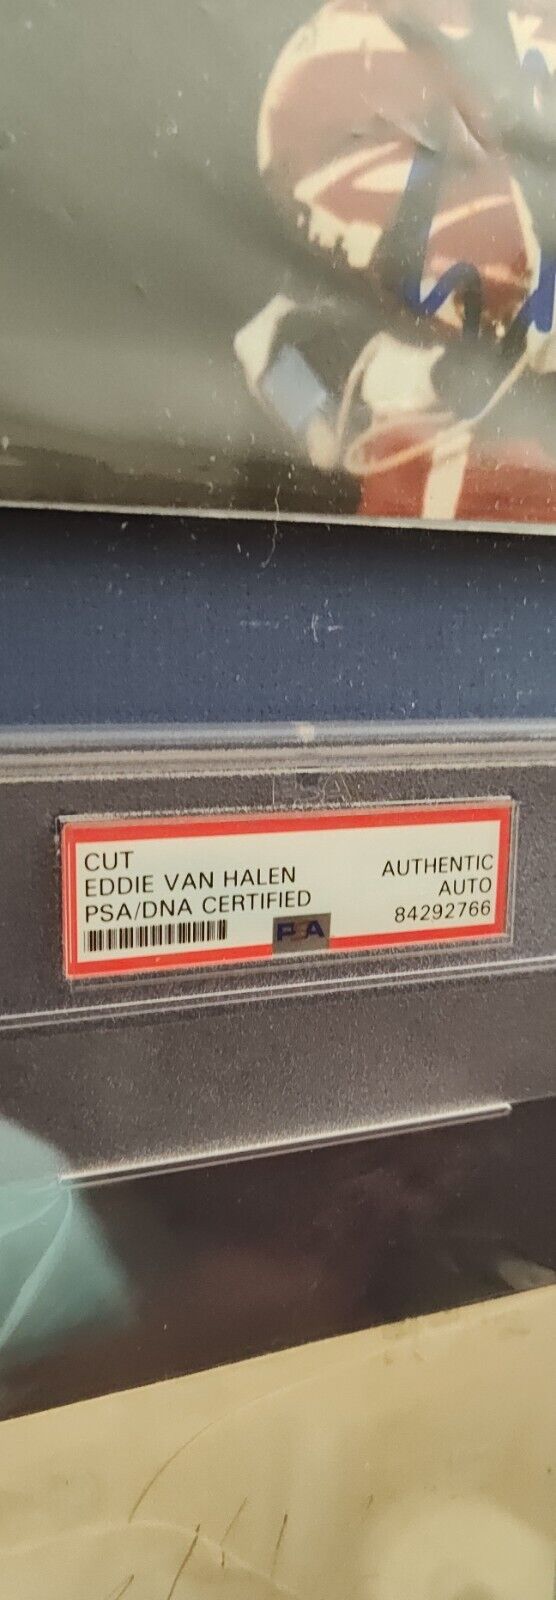 CUT
EDDIE VAN HALEN
PSA/DNA CERTIFIED
AUTHENTIC
AUTO
84292766
PSA